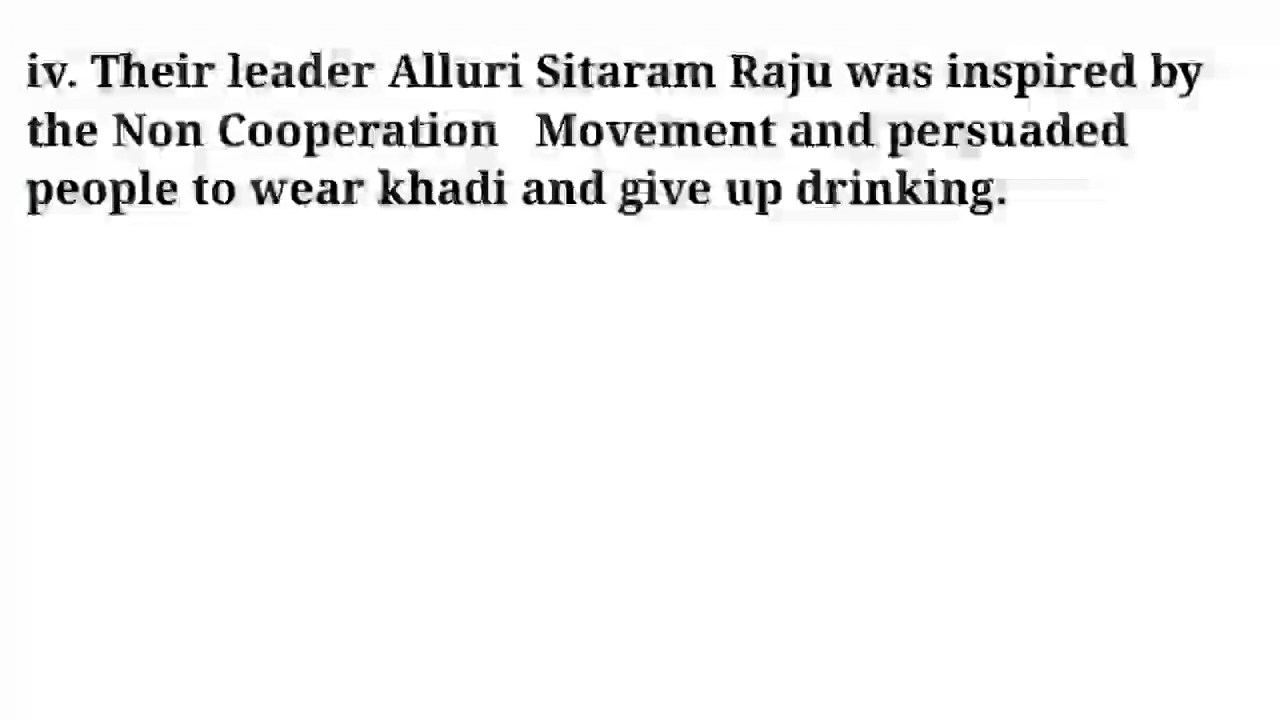 iv. Their leader Alluri Sitaram Raju was inspired by
the Non Cooperation   Movement and persuaded
people to wear khadi and give up drinking.